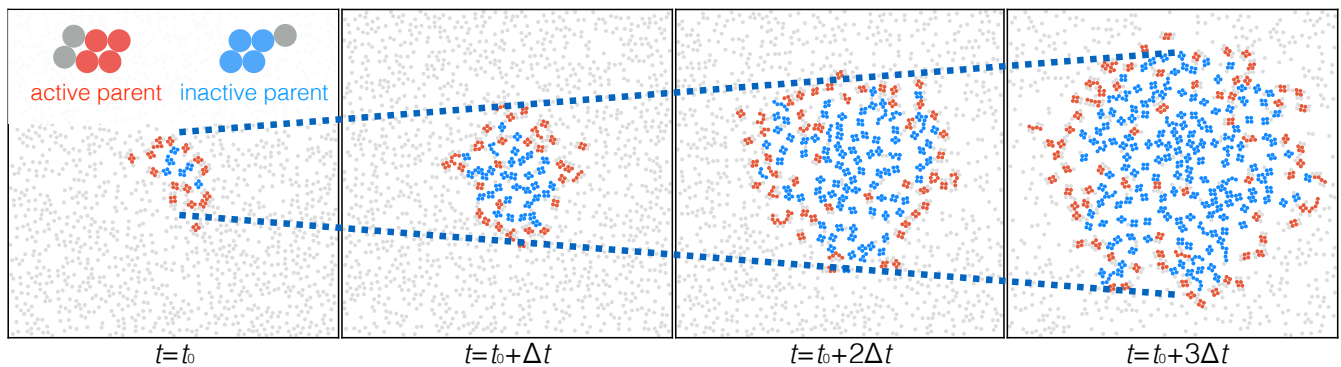 active parent inactive parent
t=t₀ t=t₀+Δt t=t₀+2Δt t=t₀+3Δt